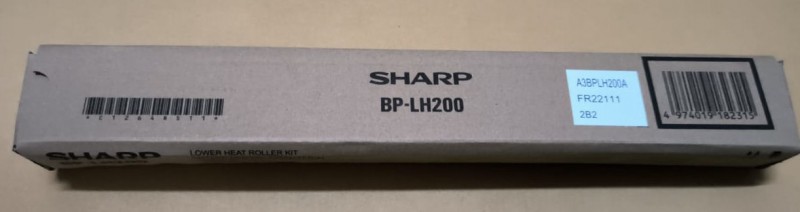 SHARP
BP-LH200
A3BPLH200A
FR22111
2B2
4 974019 182315
SHARP
LOWER HEAT ROLLER KIT